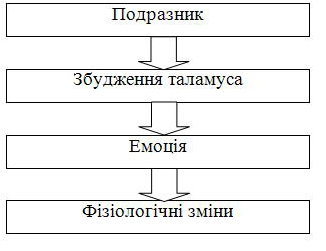 Подразник
Збудження таламуса
Емоція
Фізіологічні зміни